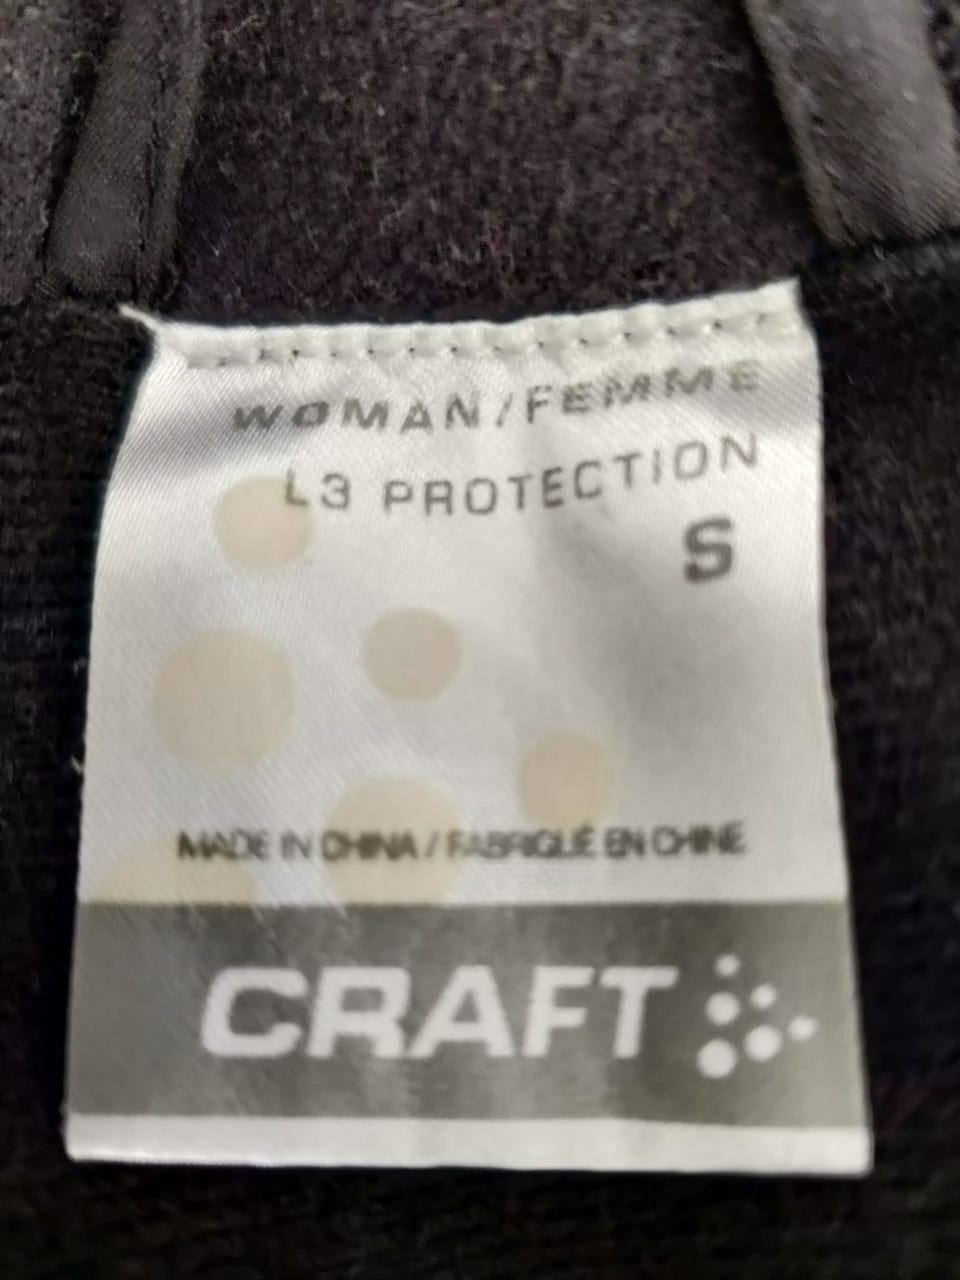 WOMAN/FEMME
L3 PROTECTION
S
MADE IN CHINA / FABRIQUÉ EN CHINE
CRAFT